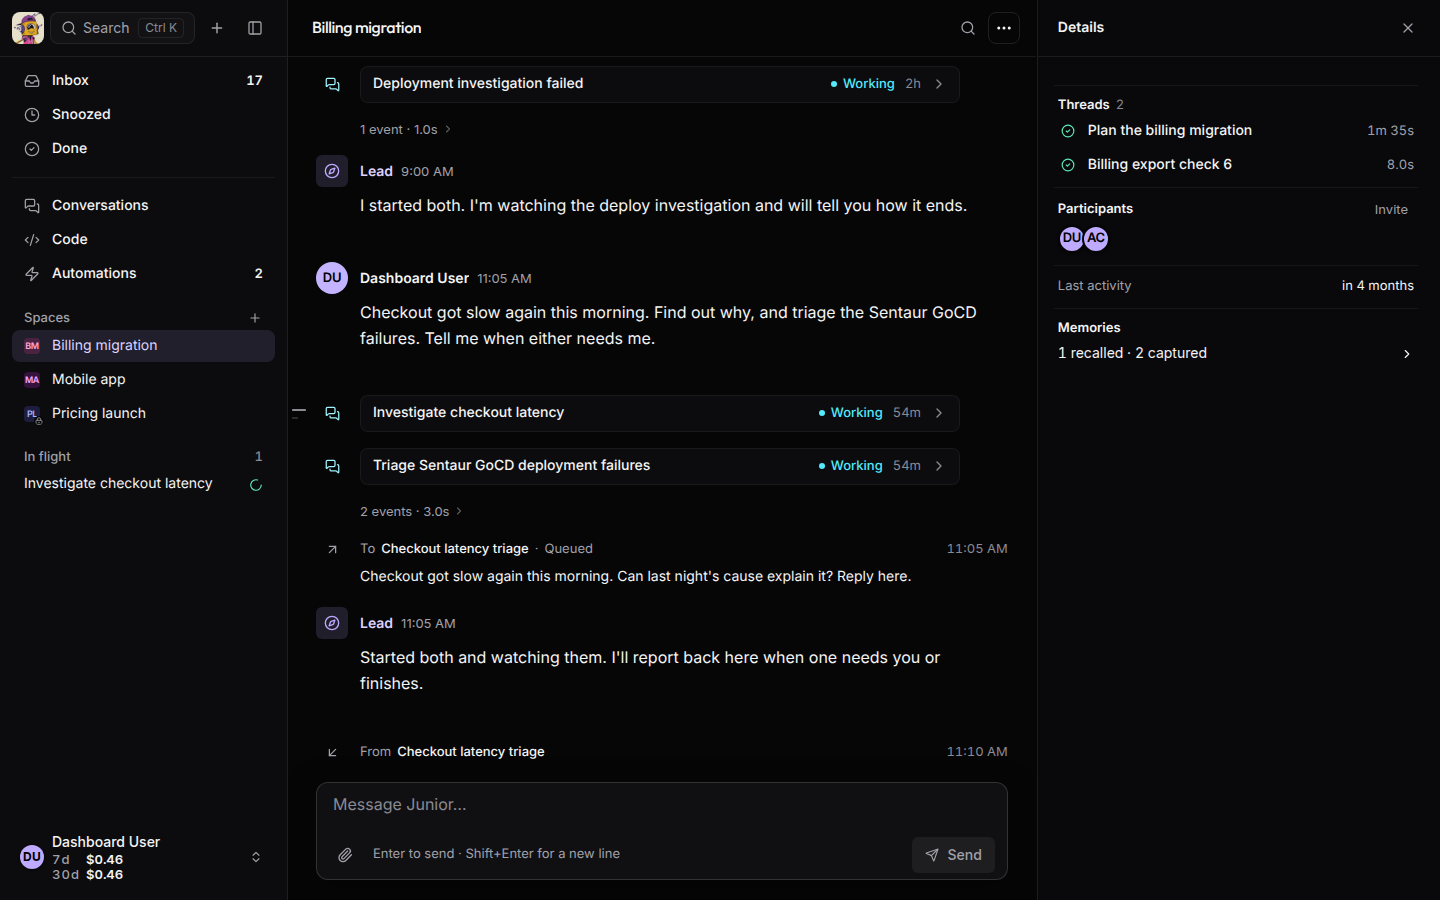 Search Ctrl K
Inbox 17
Snoozed
Done
Conversations
Code
Automations 2
Spaces
BM Billing migration
MA Mobile app
PL Pricing launch
In flight 1
Investigate checkout latency
DU Dashboard User
7d $0.46
30d $0.46
Billing migration
Deployment investigation failed Working 2h
1 event · 1.0s
Lead 9:00 AM
I started both. I'm watching the deploy investigation and will tell you how it ends.
DU Dashboard User 11:05 AM
Checkout got slow again this morning. Find out why, and triage the Sentaur GoCD
failures. Tell me when either needs me.
Investigate checkout latency Working 54m
Triage Sentaur GoCD deployment failures Working 54m
2 events · 3.0s
To Checkout latency triage · Queued 11:05 AM
Checkout got slow again this morning. Can last night's cause explain it? Reply here.
Lead 11:05 AM
Started both and watching them. I'll report back here when one needs you or
finishes.
From Checkout latency triage 11:10 AM
Message Junior...
Enter to send · Shift+Enter for a new line Send
Details
Threads 2
Plan the billing migration 1m 35s
Billing export check 6 8.0s
Participants Invite
DU AC
Last activity in 4 months
Memories
1 recalled · 2 captured